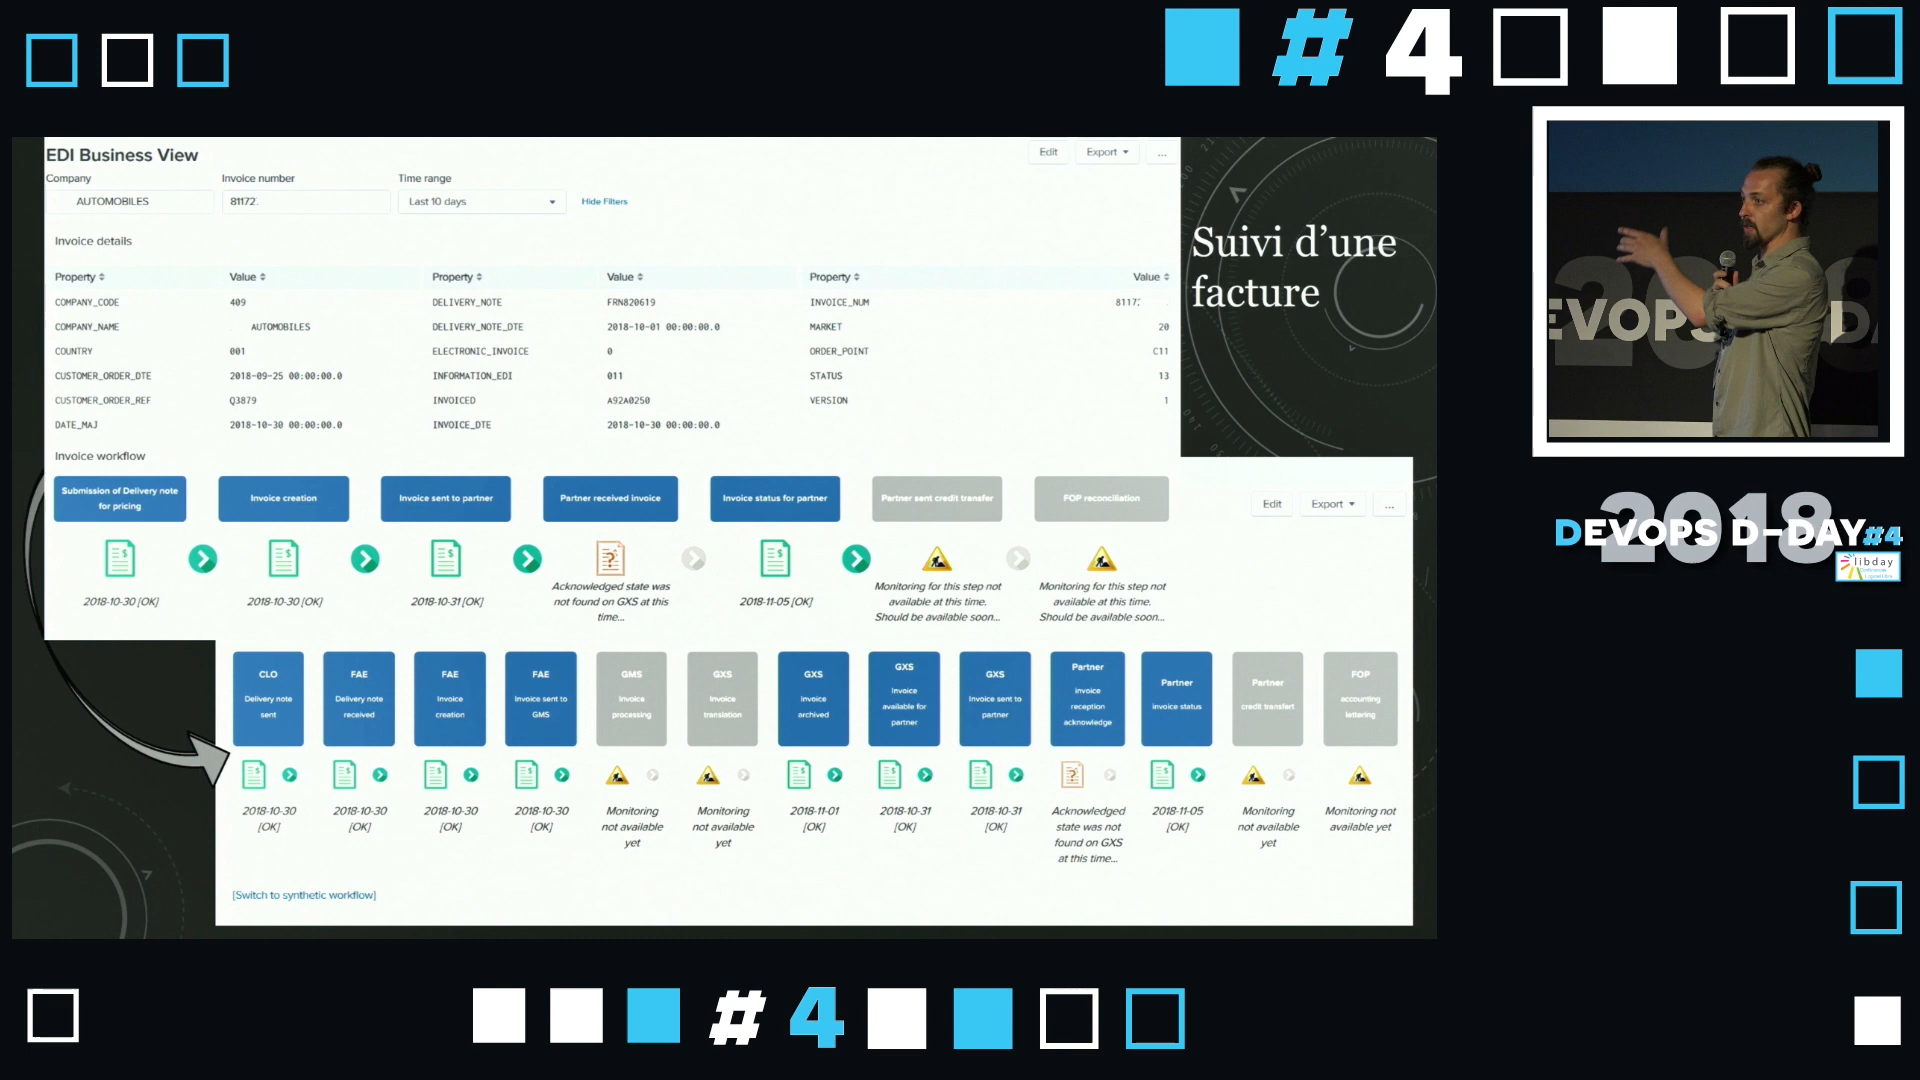 #4
EDI Business View
Edit Export ...
Company Invoice number Time range
AUTOMOBILES 81172 Last 10 days Hide Filters
Invoice details
Property Value Property Value Property Value
COMPANY_CODE 409 DELIVERY_NOTE FRN820619 INVOICE_NUM 8117
COMPANY_NAME AUTOMOBILES DELIVERY_NOTE_DTE 2018-10-01 00:00:00.0 MARKET 20
COUNTRY 001 ELECTRONIC_INVOICE 0 ORDER_POINT C11
CUSTOMER_ORDER_DTE 2018-09-25 00:00:00.0 INFORMATION_EDI 011 STATUS 13
CUSTOMER_ORDER_REF Q3879 INVOICED A92A0250 VERSION 1
DATE_MAJ 2018-10-30 00:00:00.0 INVOICE_DTE 2018-10-30 00:00:00.0
Suivi d'une
facture
Invoice workflow
Submission of Delivery note
for pricing
Invoice creation
Invoice sent to partner
Partner received invoice
Invoice status for partner
Partner sent credit transfer
FOP reconciliation
2018-10-30 [OK]
2018-10-30 [OK]
2018-10-31 [OK]
Acknowledged state was
not found on GXS at this
time...
2018-11-05 [OK]
Monitoring for this step not
available at this time.
Should be available soon...
Monitoring for this step not
available at this time.
Should be available soon...
Edit Export ...
CLO
Delivery note
sent
FAE
Delivery note
received
FAE
Invoice
creation
FAE
Invoice sent to
GMS
GMS
Invoice
processing
GXS
Invoice
translation
GXS
Invoice
archived
GXS
Invoice
available for
partner
GXS
Invoice sent to
partner
Partner
invoice
reception
acknowledge
Partner
invoice status
Partner
credit transfert
FOP
accounting
lettering
2018-10-30
[OK]
2018-10-30
[OK]
2018-10-30
[OK]
2018-10-30
[OK]
Monitoring
not available
yet
Monitoring
not available
yet
2018-11-01
[OK]
2018-10-31
[OK]
2018-10-31
[OK]
Acknowledged
state was not
found on GXS
at this time...
2018-11-05
[OK]
Monitoring
not available
yet
Monitoring not
available yet
[Switch to synthetic workflow]
EVOPS D
2018
2018
DEVOPS D-DAY#4
libday
#4